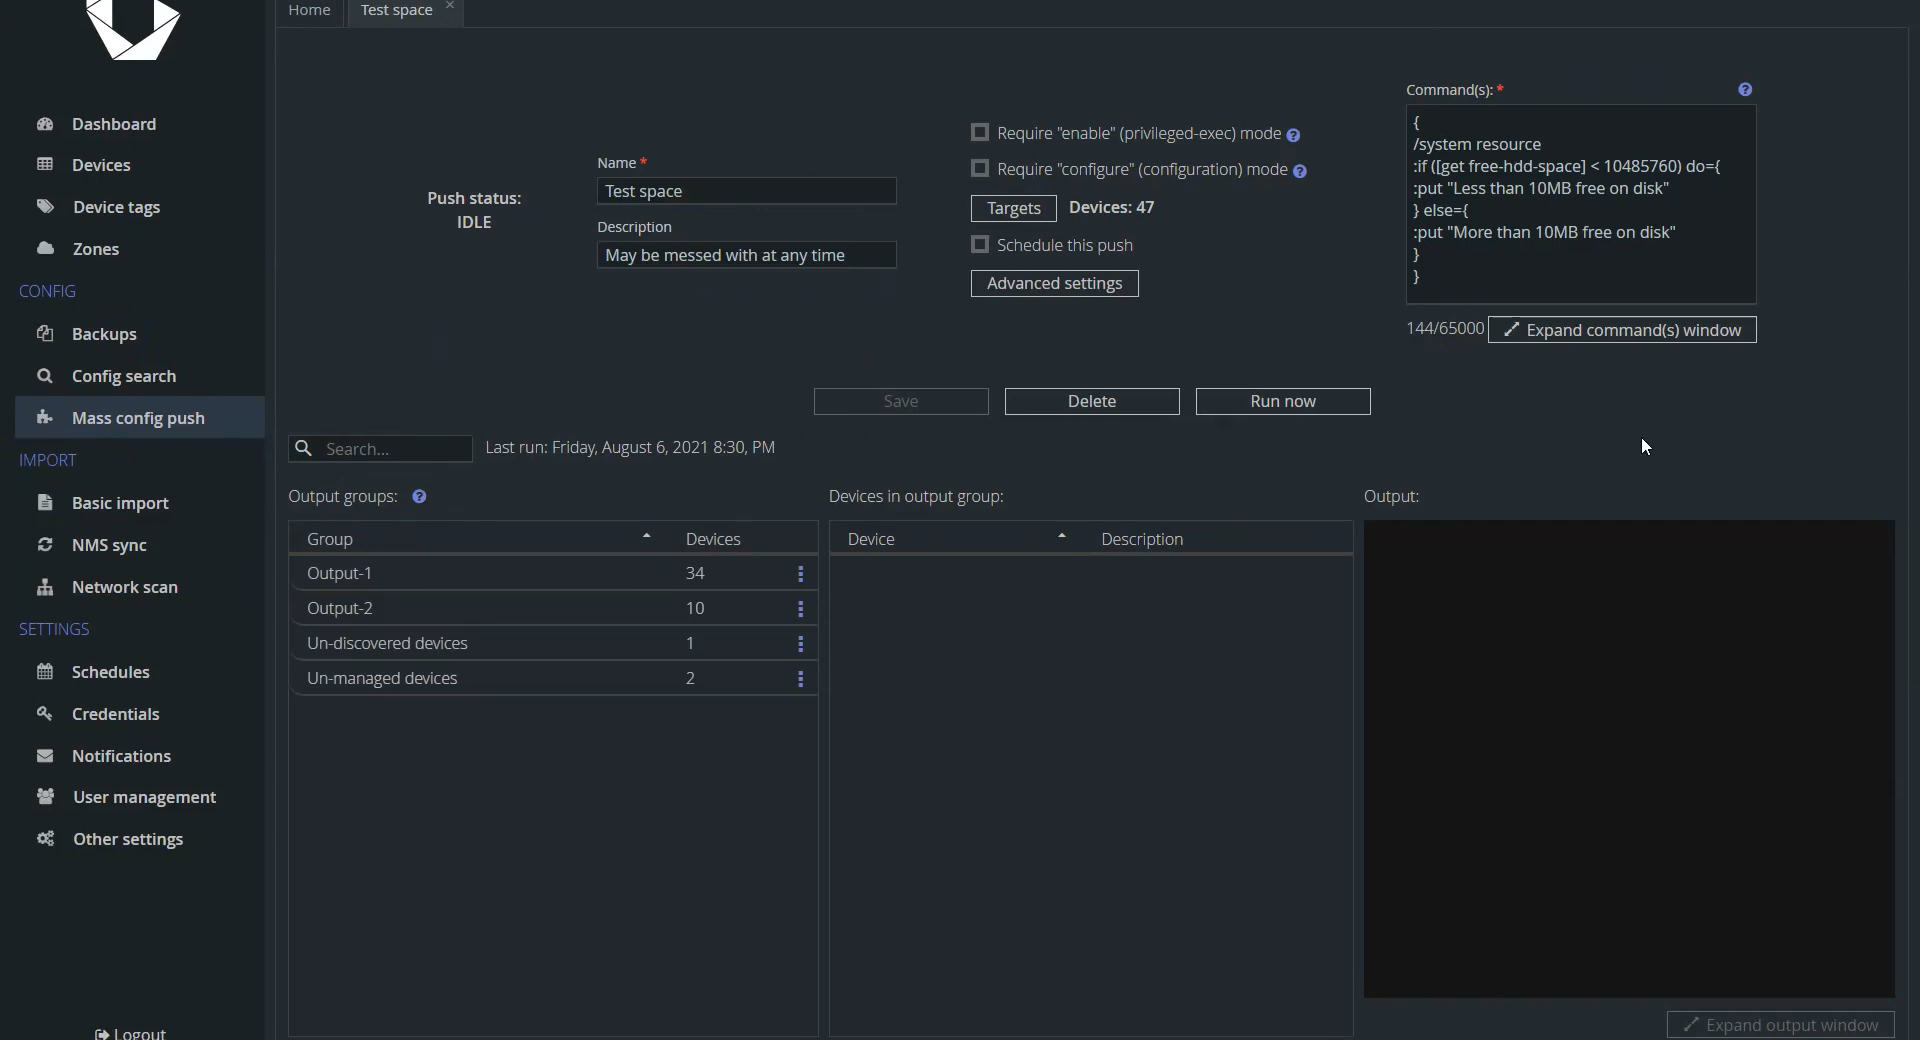 Home
Test space
Dashboard
Devices
Device tags
Zones
CONFIG
Backups
Config search
Mass config push
IMPORT
Basic import
NMS sync
Network scan
SETTINGS
Schedules
Credentials
Notifications
User management
Other settings
Logout
Push status:
IDLE
Name *
Test space
Description
May be messed with at any time
Require "enable" (privileged-exec) mode ?
Require "configure" (configuration) mode ?
Targets Devices: 47
Schedule this push
Advanced settings
Command(s): * ?
{
/system resource
:if ([get free-hdd-space] < 10485760) do={
:put "Less than 10MB free on disk"
} else={
:put "More than 10MB free on disk"
}
}
144/65000 Expand command(s) window
Save Delete Run now
Search... Last run: Friday, August 6, 2021 8:30, PM
Output groups: ?
Group Devices
Output-1 34
Output-2 10
Un-discovered devices 1
Un-managed devices 2
Devices in output group:
Device Description
Output:
Expand output window